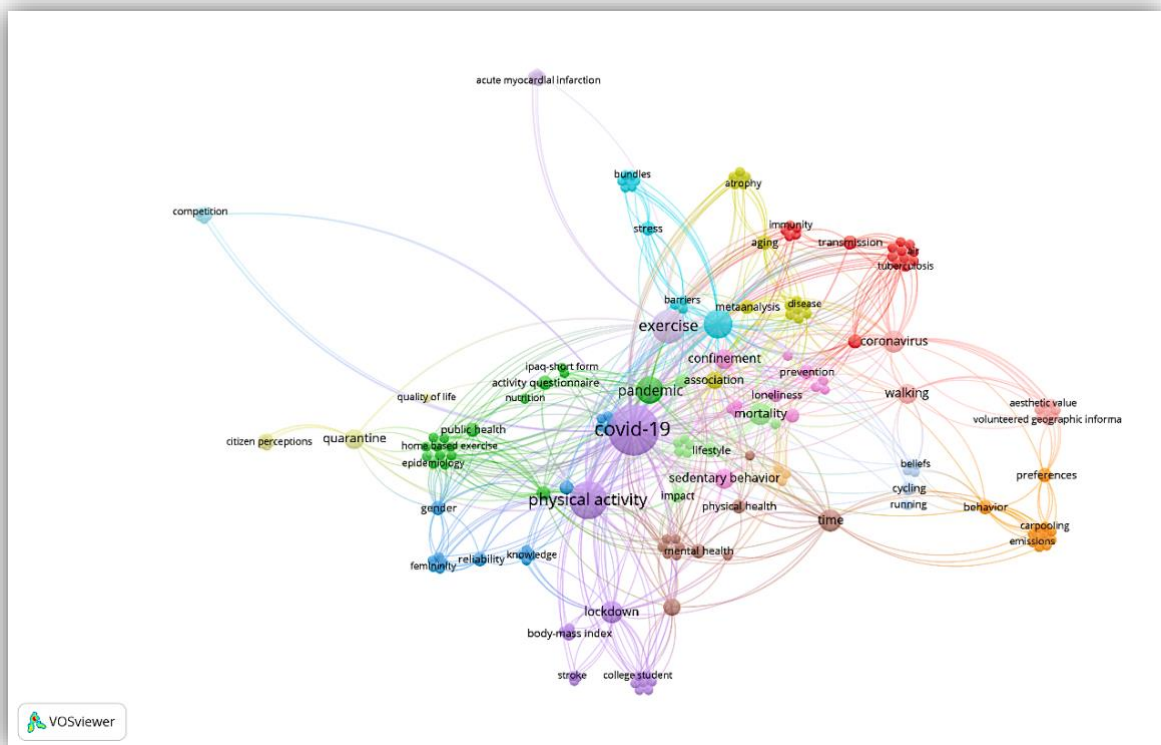 acute myocardial infarction
bundles
atrophy
competition
immunity
stress
aging
transmission
tuberculosis
barriers
metaanalysis
disease
exercise
coronavirus
confinement
ipaq-short form
prevention
activity questionnaire
association
pandemic
loneliness
walking
quality of life
nutrition
aesthetic value
mortality
volunteered geographic informa
covid-19
public health
citizen perceptions
quarantine
home based exercise
lifestyle
epidemiology
beliefs
sedentary behavior
preferences
cycling
physical activity
impact
running
gender
physical health
behavior
time
carpooling
emissions
mental health
knowledge
reliability
femininity
lockdown
body-mass index
stroke
college student
VOSviewer